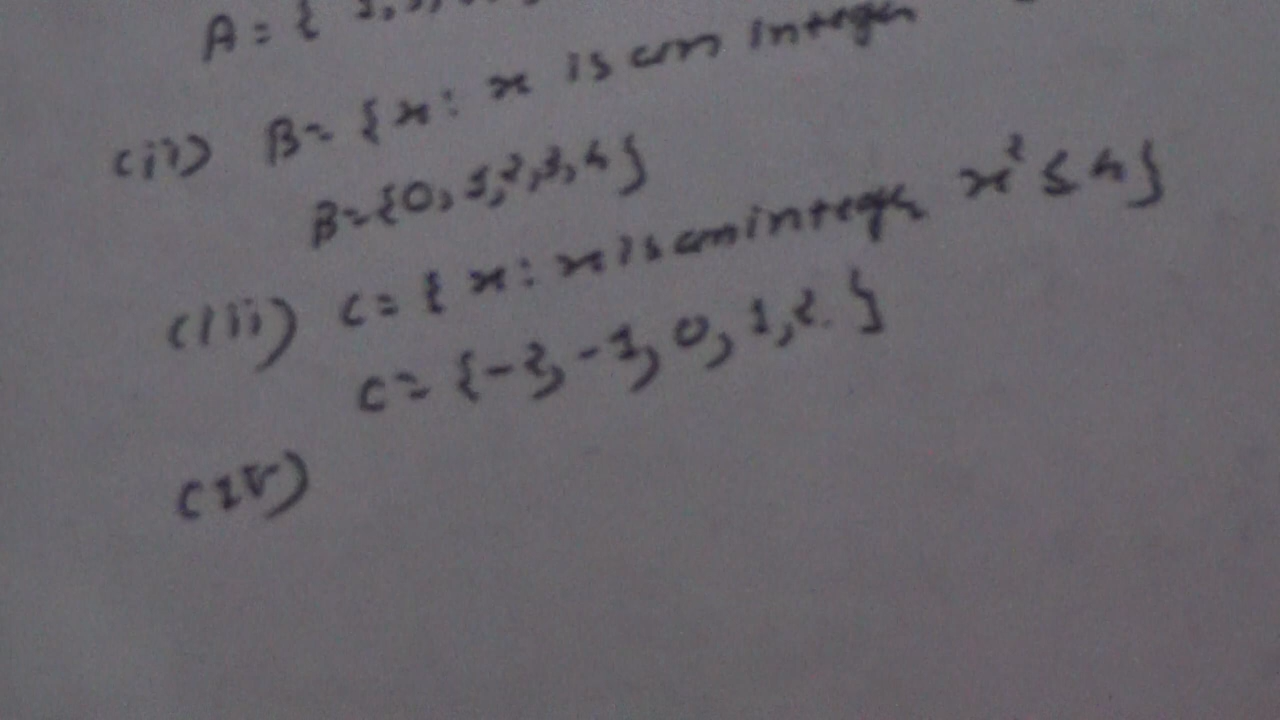 A = {
(ii) B = {x : x is an integer
B = {0, 1, 2, 3, 4}
(iii) C = { x : x is an integer x² ≤ 4}
C = {-2, -1, 0, 1, 2. }
(iv)